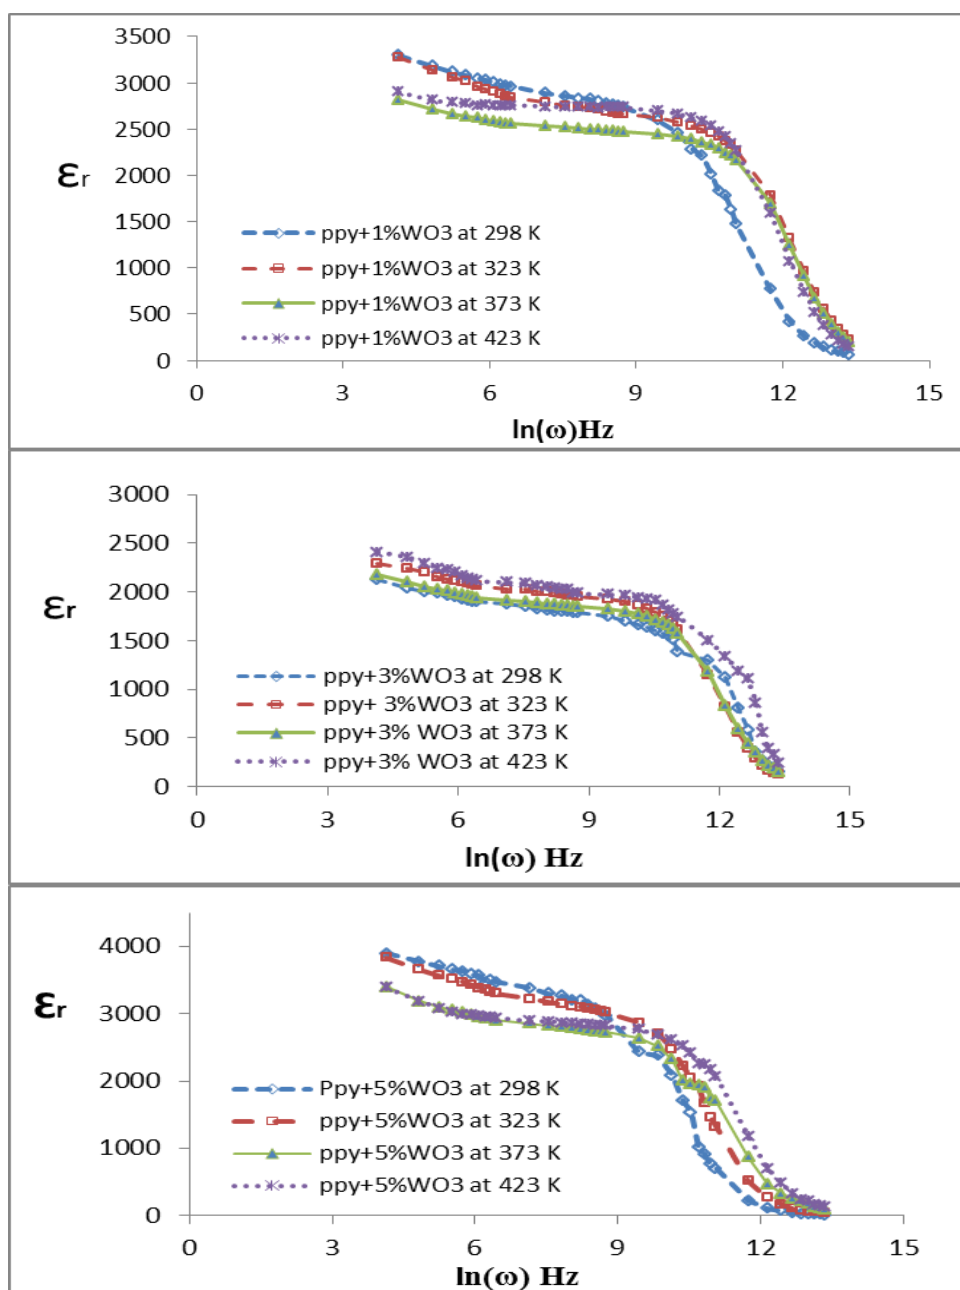 3500
3000
2500
2000
1500
1000
500
0
εr
ppy+1%WO3 at 298 K
ppy+1%WO3 at 323 K
ppy+1%WO3 at 373 K
ppy+1%WO3 at 423 K
0 3 6 9 12 15
ln(ω)Hz
3000
2500
2000
1500
1000
500
0
εr
ppy+3%WO3 at 298 K
ppy+ 3%WO3 at 323 K
ppy+3% WO3 at 373 K
ppy+3% WO3 at 423 K
0 3 6 9 12 15
ln(ω) Hz
4000
3000
2000
1000
0
εr
Ppy+5%WO3 at 298 K
ppy+5%WO3 at 323 K
ppy+5%WO3 at 373 K
ppy+5%WO3 at 423 K
0 3 6 9 12 15
ln(ω) Hz